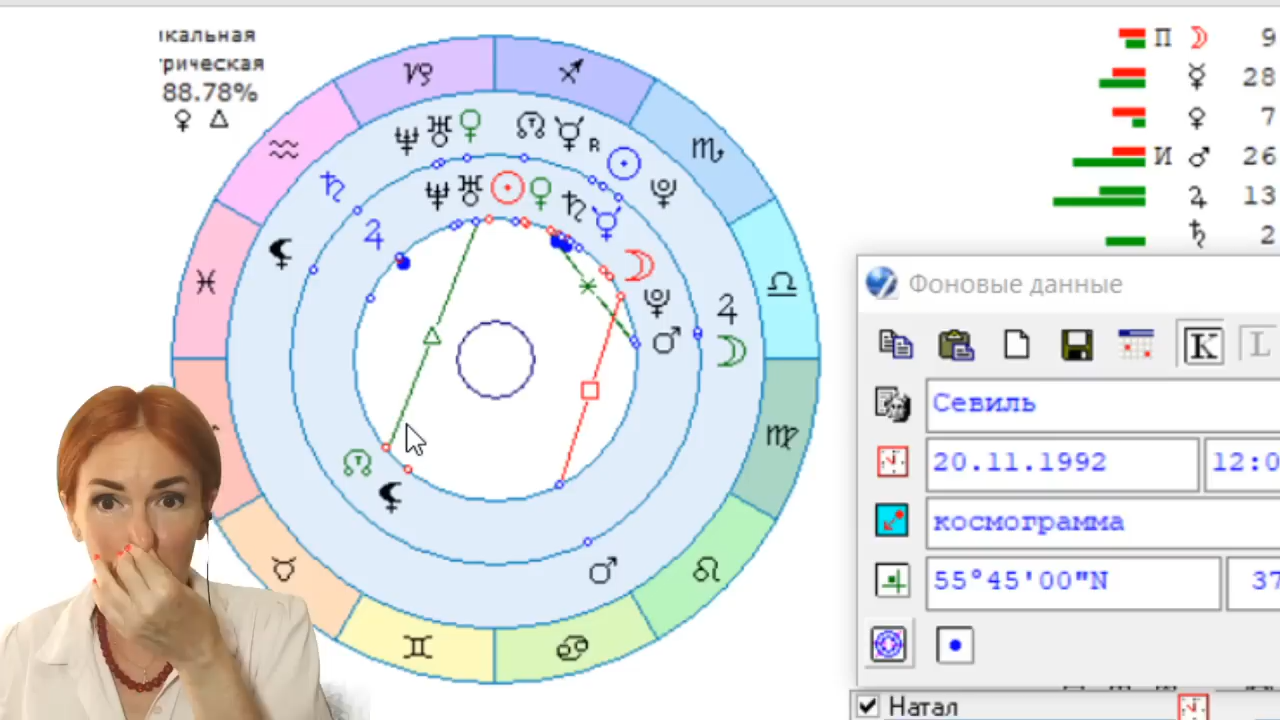 кальная
рическая
88.78%
П 9
28
7
И 26
13
2
R
Фоновые данные
K L
Севиль
20.11.1992 12:0
космограмма
55°45'00"N 37
Натал